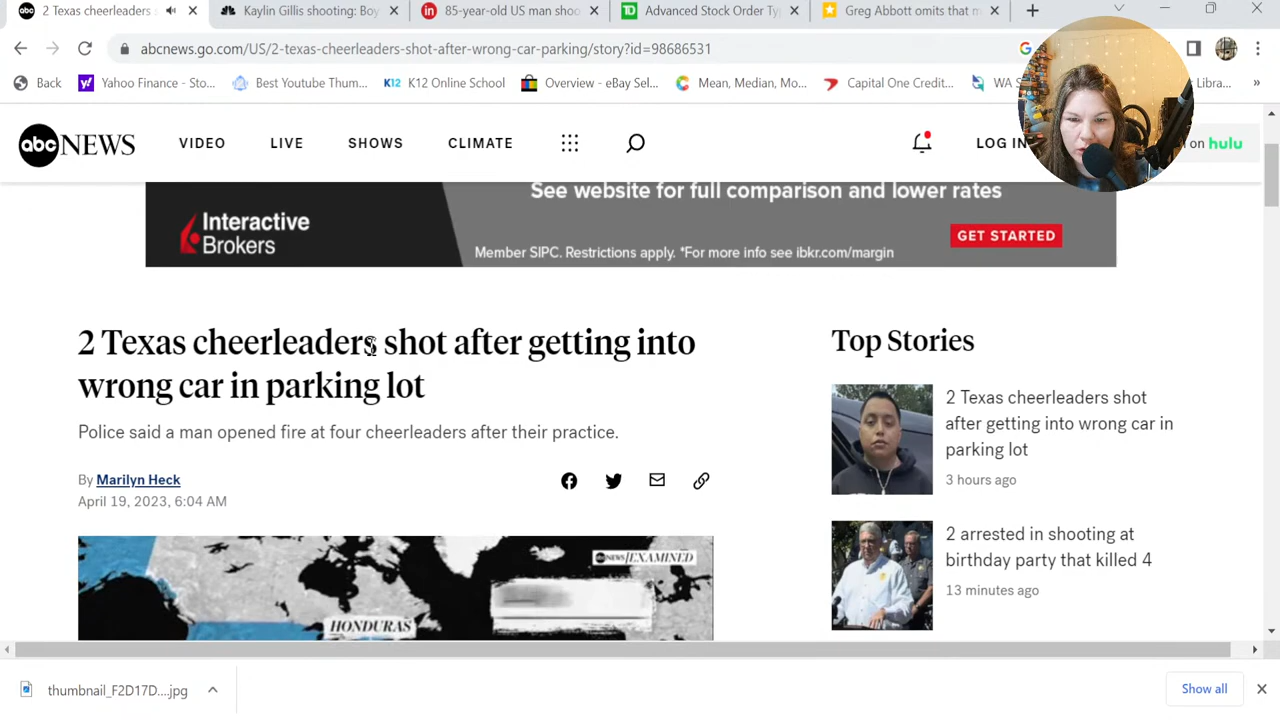 2 Texas cheerleaders
Kaylin Gillis shooting: Boy
85-year-old US man shoo
Advanced Stock Order Ty
Greg Abbott omits that m
abcnews.go.com/US/2-texas-cheerleaders-shot-after-wrong-car-parking/story?id=98686531
Back
Yahoo Finance - Sto...
Best Youtube Thum...
K12 K12 Online School
Overview - eBay Sel...
Mean, Median, Mo...
Capital One Credit...
WA S
Libra...
abc NEWS VIDEO LIVE SHOWS CLIMATE LOG IN on hulu
See website for full comparison and lower rates
Interactive
Brokers
GET STARTED
Member SIPC. Restrictions apply. *For more info see ibkr.com/margin
2 Texas cheerleaders shot after getting into
wrong car in parking lot
Police said a man opened fire at four cheerleaders after their practice.
By Marilyn Heck
April 19, 2023, 6:04 AM
abc NEWS EXAMINED
HONDURAS
Top Stories
2 Texas cheerleaders shot
after getting into wrong car in
parking lot
3 hours ago
2 arrested in shooting at
birthday party that killed 4
13 minutes ago
thumbnail_F2D17D....jpg
Show all